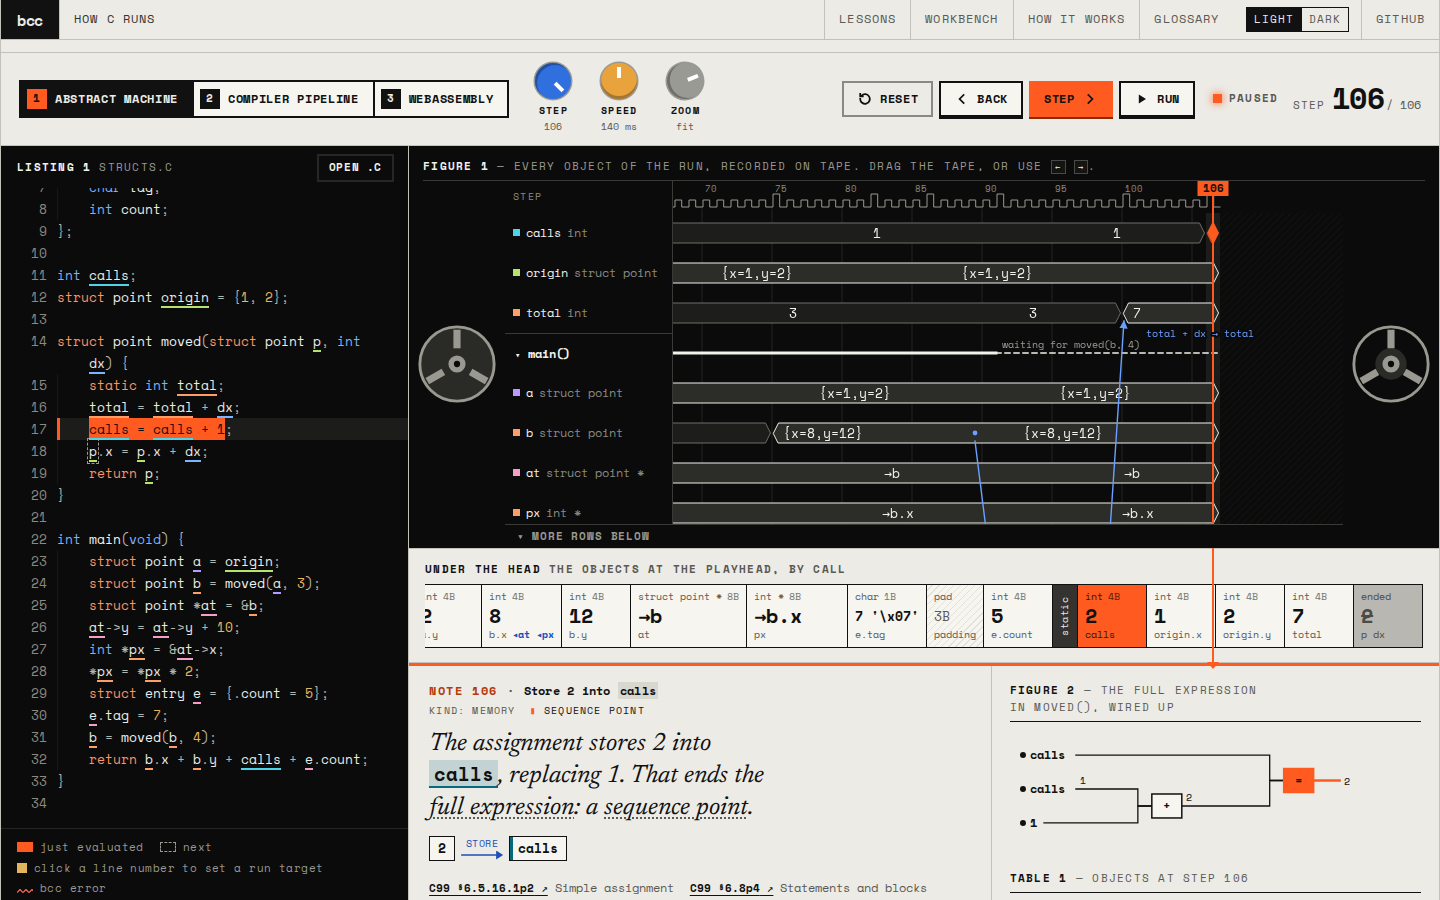 bcc HOW C RUNS LESSONS WORKBENCH HOW IT WORKS GLOSSARY LIGHT DARK GITHUB
1 ABSTRACT MACHINE 2 COMPILER PIPELINE 3 WEBASSEMBLY
STEP SPEED ZOOM
106 140 ms fit
RESET BACK STEP RUN PAUSED STEP 106 / 106
LISTING 1 STRUCTS.C OPEN .C
7 char tag;
8 int count;
9 };
10
11 int calls;
12 struct point origin = {1, 2};
13
14 struct point moved(struct point p, int
dx) {
15 static int total;
16 total = total + dx;
17 calls = calls + 1;
18 p.x = p.x + dx;
19 return p;
20 }
21
22 int main(void) {
23 struct point a = origin;
24 struct point b = moved(a, 3);
25 struct point *at = &b;
26 at->y = at->y + 10;
27 int *px = &at->x;
28 *px = *px * 2;
29 struct entry e = {.count = 5};
30 e.tag = 7;
31 b = moved(b, 4);
32 return b.x + b.y + calls + e.count;
33 }
34
just evaluated next
click a line number to set a run target
bcc error
FIGURE 1 — EVERY OBJECT OF THE RUN, RECORDED ON TAPE. DRAG THE TAPE, OR USE ← →.
STEP 70 75 80 85 90 95 100 106
calls int 1 1
origin struct point {x=1,y=2} {x=1,y=2}
total int 3 3 7
total + dx → total
▾ main() waiting for moved(b, 4)
a struct point {x=1,y=2} {x=1,y=2}
b struct point {x=8,y=12} {x=8,y=12}
at struct point * →b →b
px int * →b.x →b.x
▾ MORE ROWS BELOW
UNDER THE HEAD THE OBJECTS AT THE PLAYHEAD, BY CALL
int 4B int 4B int 4B struct point * 8B int * 8B char 1B pad int 4B static int 4B int 4B int 4B int 4B ended
2 8 12 →b →b.x 7 '\x07' 3B 5 2 1 2 7 2
.y b.x ◂at ◂px b.y at px e.tag padding e.count calls origin.x origin.y total p dx
NOTE 106 · Store 2 into calls
KIND: MEMORY SEQUENCE POINT
The assignment stores 2 into
calls, replacing 1. That ends the
full expression: a sequence point.
2 STORE calls
C99 §6.5.16.1p2 ↗ Simple assignment C99 §6.8p4 ↗ Statements and blocks
FIGURE 2 — THE FULL EXPRESSION
IN MOVED(), WIRED UP
calls
calls 1
1
+ 2
= 2
TABLE 1 — OBJECTS AT STEP 106